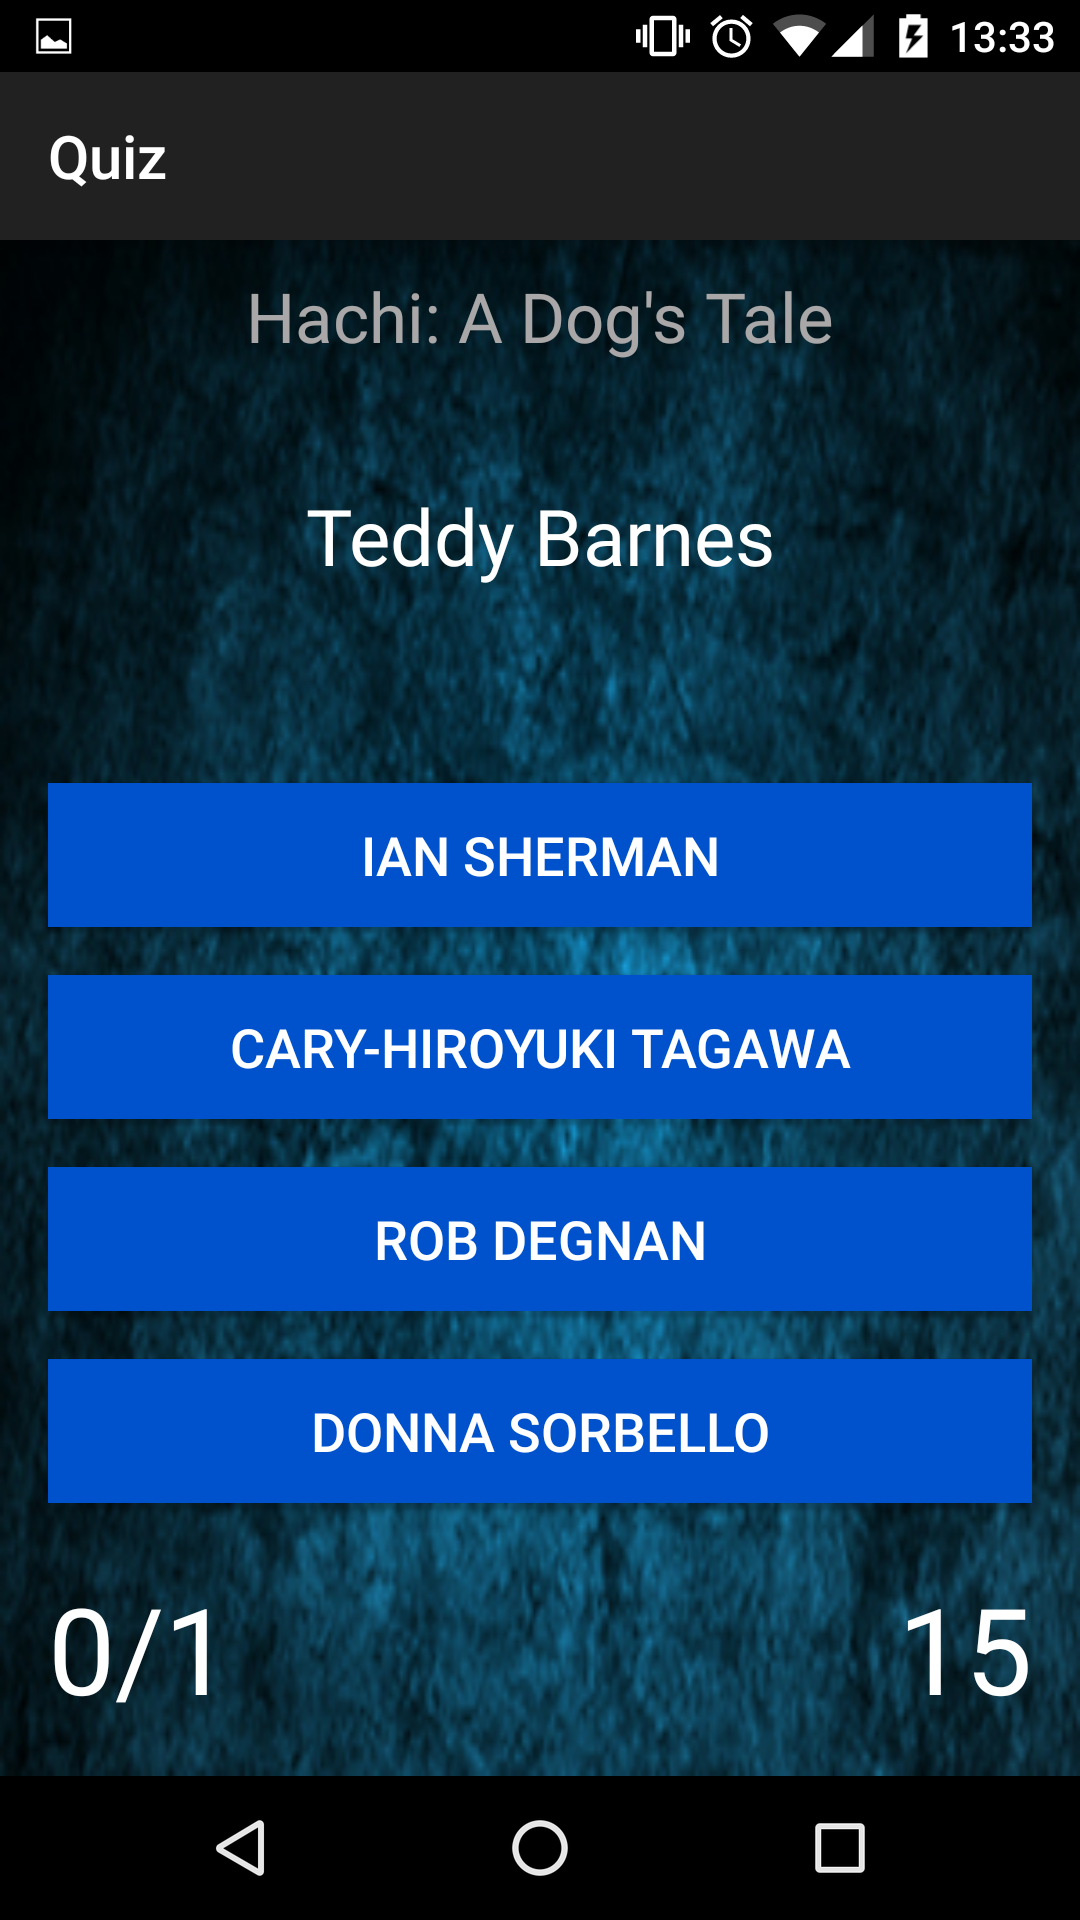 13:33
Quiz
Hachi: A Dog's Tale
Teddy Barnes
IAN SHERMAN
CARY-HIROYUKI TAGAWA
ROB DEGNAN
DONNA SORBELLO
0/1 15